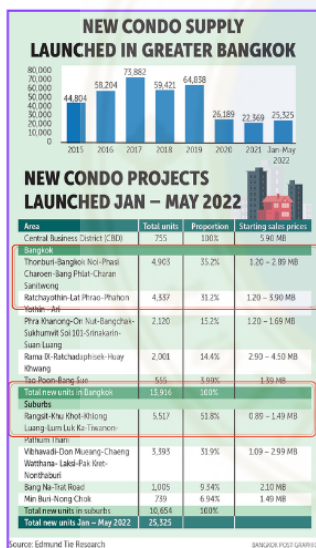 NEW CONDO SUPPLY
LAUNCHED IN GREATER BANGKOK
80,000
70,000
60,000
50,000
40,000
30,000
20,000
10,000
0
44,804
58,204
73,882
59,421
64,838
26,189
22,369
25,325
2015 2016 2017 2018 2019 2020 2021 Jan-May
2022
NEW CONDO PROJECTS
LAUNCHED JAN – MAY 2022
Area Total units Proportion Starting sales prices
Central Business District (CBD) 755 100% 5.90 MB
Bangkok
Thonburi-Bangkok Noi-Phasi 4,903 35.2% 1.20 – 2.89 MB
Charoen-Bang Phlat-Charan
Sanitwong
Ratchayothin-Lat Phrao-Phahon 4,337 31.2% 1.20 – 3.90 MB
Yothin - Ari
Phra Khanong-On Nut-Bangchak- 2,120 15.2% 1.20 – 1.69 MB
Sukhumvit Soi 101-Srinakarin-
Suan Luang
Rama IX-Ratchadaphisek-Huay 2,001 14.4% 2.90 – 4.50 MB
Khwang
Tao Poon-Bang Sue 555 3.99% 1.39 MB
Total new units in Bangkok 13,916 100%
Suburbs
Rangsit-Khu Khot-Khlong 5,517 51.8% 0.89 – 1.49 MB
Luang-Lum Luk Ka-Tiwanon-
Pathum Thani
Vibhavadi-Don Mueang-Chaeng 3,393 31.9% 1.09 – 2.99 MB
Watthana- Laksi-Pak Kret-
Nonthaburi
Bang Na-Trat Road 1,005 9.34% 2.10 MB
Min Buri-Nong Chok 739 6.94% 1.49 MB
Total new units in suburbs 10,654 100%
Total new units Jan – May 2022 25,325
Source: Edmund Tie Research
BANGKOK POST GRAPHICS